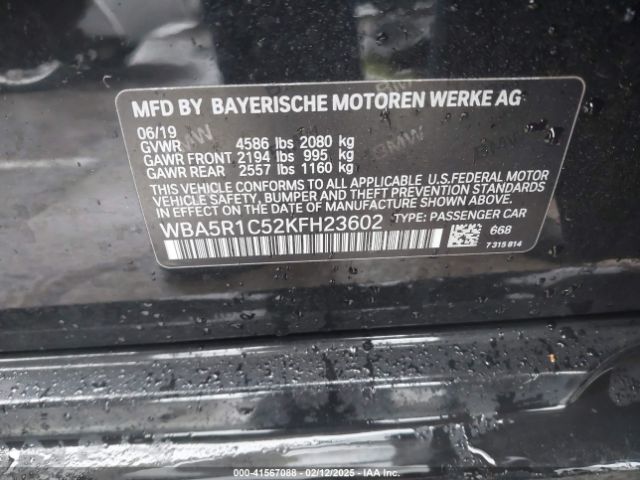 MFD BY BAYERISCHE MOTOREN WERKE AG
06/19
GVWR 4586 lbs 2080 kg
GAWR FRONT 2194 lbs 995 kg
GAWR REAR 2557 lbs 1160 kg
THIS VEHICLE CONFORMS TO ALL APPLICABLE U.S.FEDERAL MOTOR
VEHICLE SAFETY, BUMPER, AND THEFT PREVENTION STANDARDS
IN EFFECT ON THE DATE OF MANUFACTURE SHOWN ABOVE.
WBA5R1C52KFH23602 TYPE: PASSENGER CAR
668
7 315 814
BMW BMW BMW
000-41567088 - 02/12/2025 - IAA Inc.